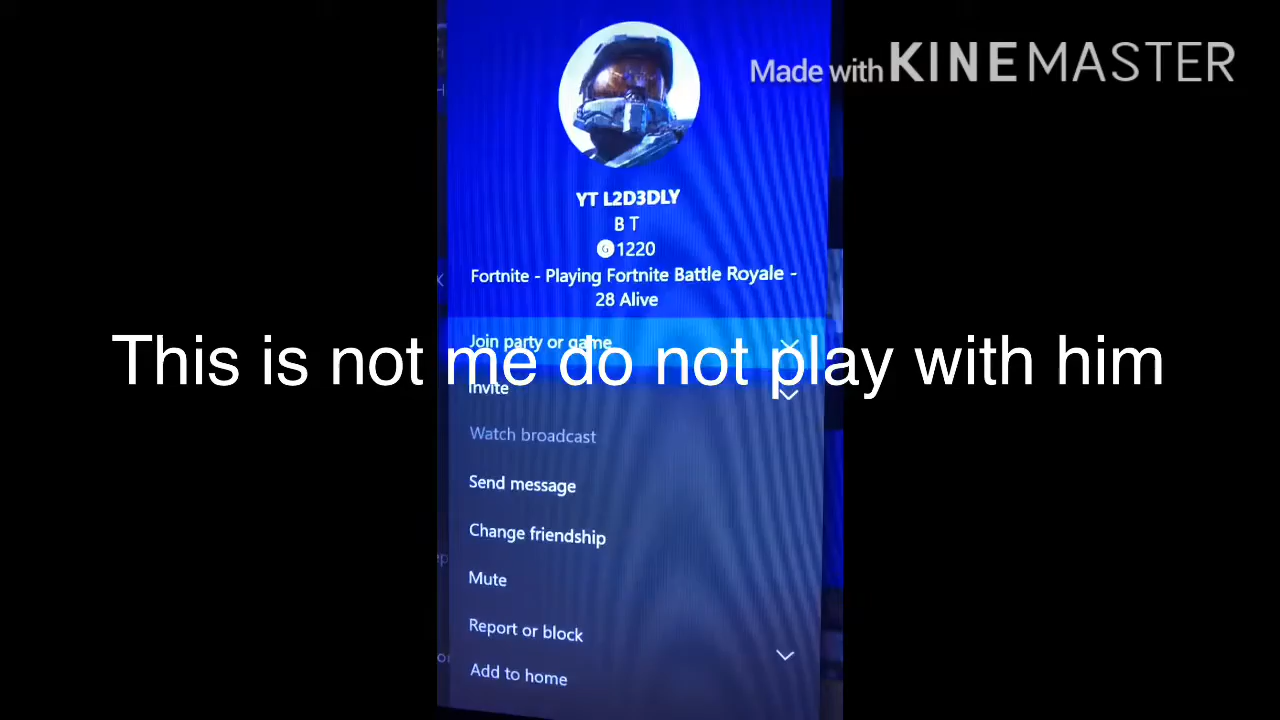 Made with KINEMASTER
YT L2D3DLY
B T
G 1220
Fortnite - Playing Fortnite Battle Royale -
28 Alive
Join party or game
This is not me do not play with him
Invite
Watch broadcast
Send message
Change friendship
Mute
Report or block
Add to home